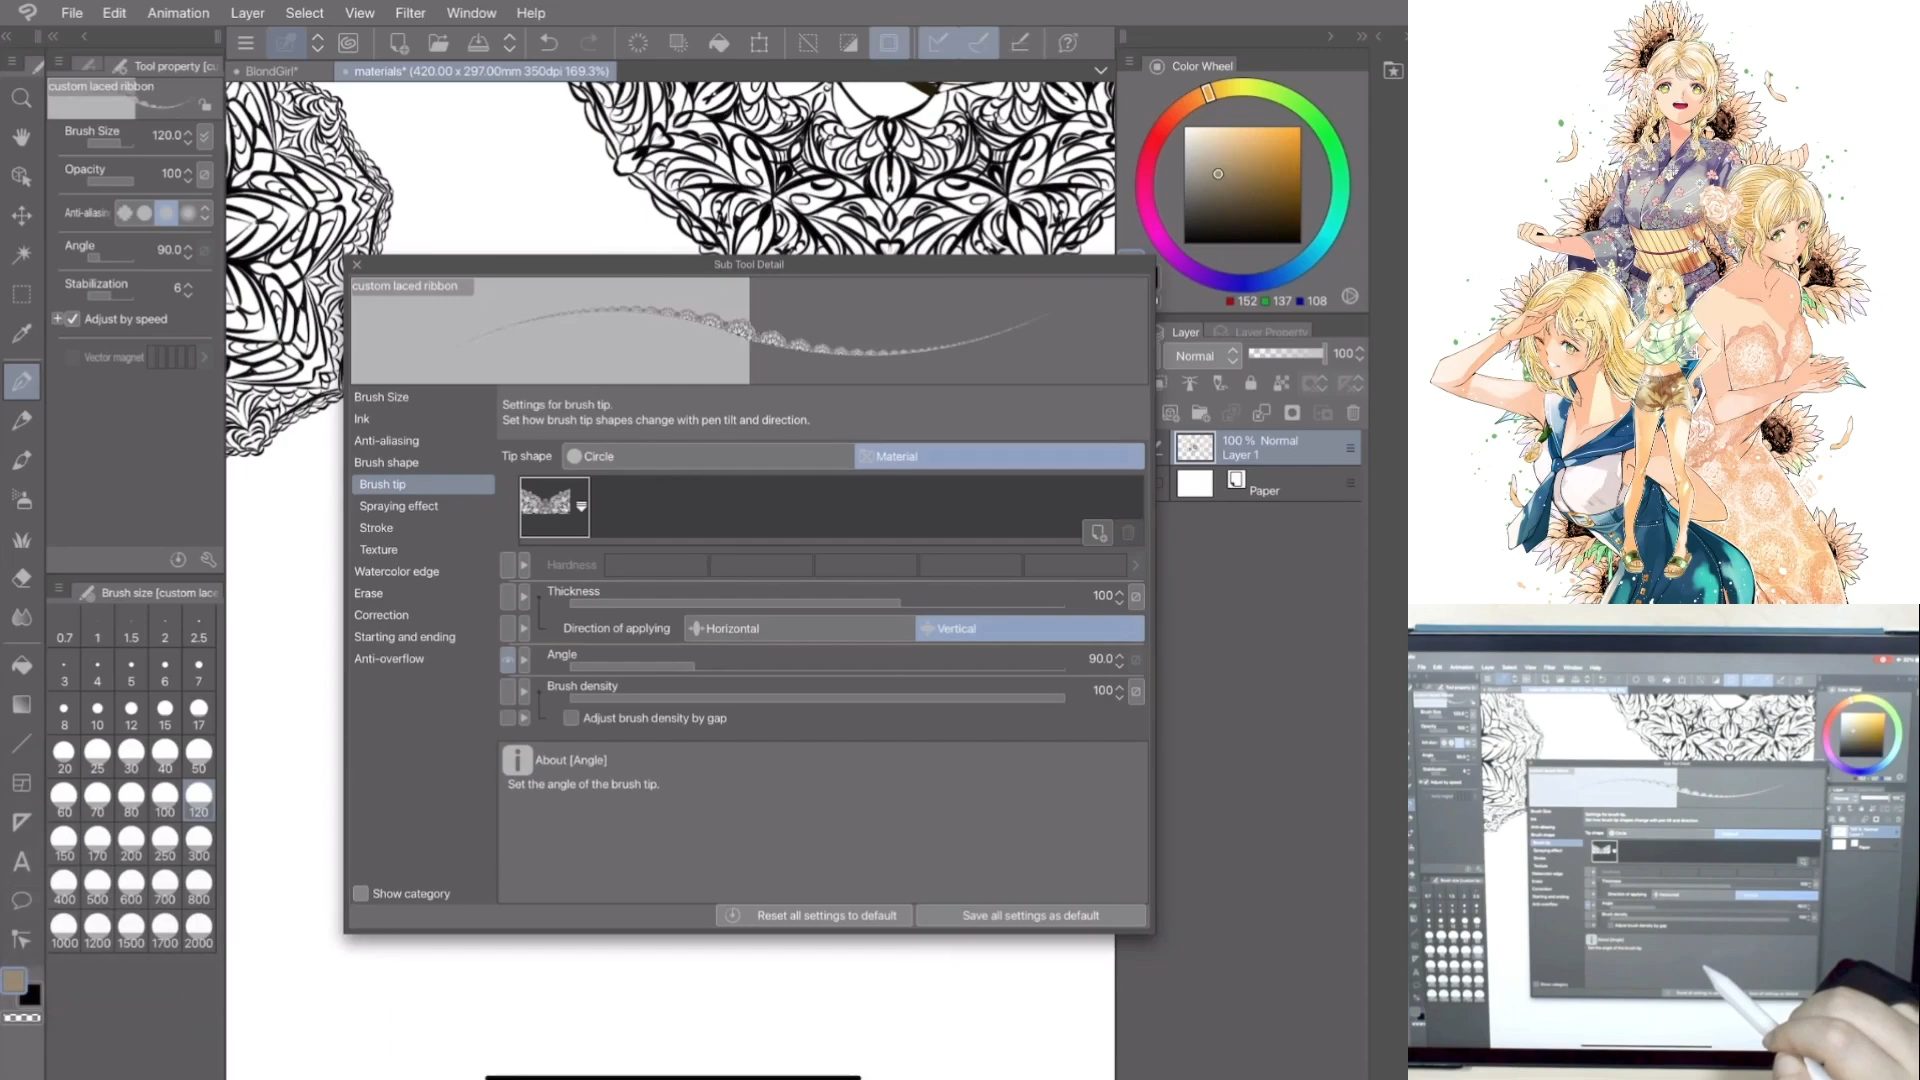 File Edit Animation Layer Select View Filter Window Help
BlondGirl*
materials* (420.00 x 297.00mm 350dpi 169.3%)
Tool property [cu
custom laced ribbon
Brush Size 120.0
Opacity 100
Anti-aliasin
Angle 90.0
Stabilization 6
Adjust by speed
Vector magnet
Brush size [custom lace
0.7 1 1.5 2 2.5
3 4 5 6 7
8 10 12 15 17
20 25 30 40 50
60 70 80 100 120
150 170 200 250 300
400 500 600 700 800
1000 1200 1500 1700 2000
Sub Tool Detail
custom laced ribbon
Brush Size
Ink
Anti-aliasing
Brush shape
Brush tip
Spraying effect
Stroke
Texture
Watercolor edge
Erase
Correction
Starting and ending
Anti-overflow
Show category
Settings for brush tip.
Set how brush tip shapes change with pen tilt and direction.
Tip shape Circle Material
Hardness
Thickness 100
Direction of applying Horizontal Vertical
Angle 90.0
Brush density 100
Adjust brush density by gap
About [Angle]
Set the angle of the brush tip.
Reset all settings to default Save all settings as default
Color Wheel
152 137 108
Layer Layer Property
Normal 100
100 % Normal
Layer 1
Paper